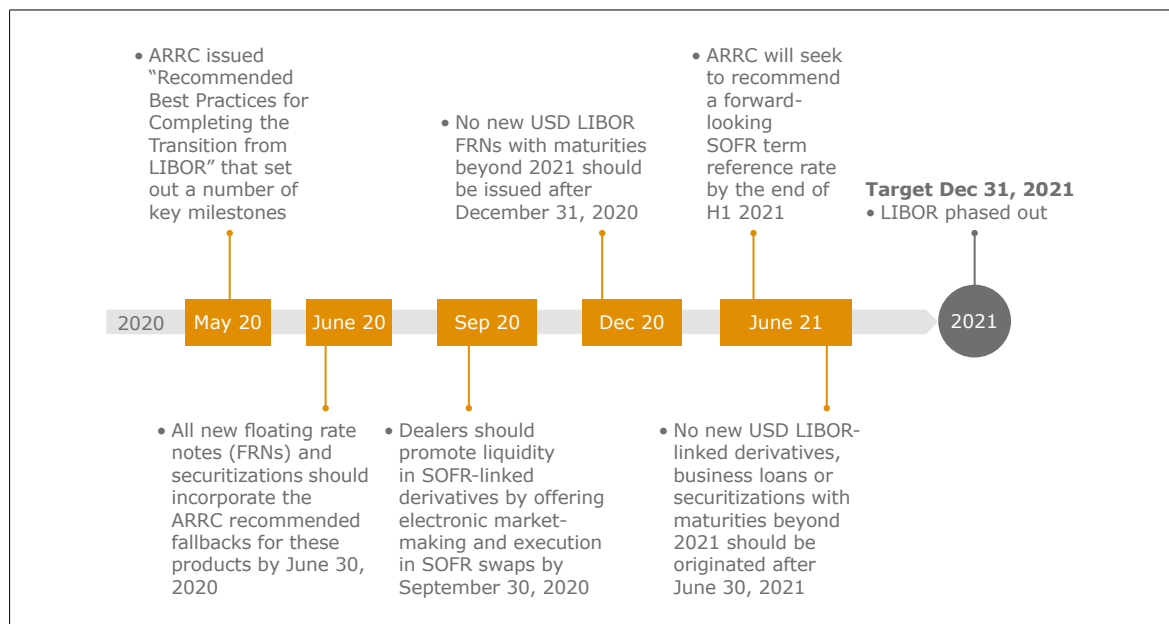 • ARRC issued
“Recommended
Best Practices for
Completing the
Transition from
LIBOR” that set
out a number of
key milestones
• No new USD LIBOR
FRNs with maturities
beyond 2021 should
be issued after
December 31, 2020
• ARRC will seek
to recommend
a forward-
looking
SOFR term
reference rate
by the end of
H1 2021
Target Dec 31, 2021
• LIBOR phased out
2020
May 20
June 20
Sep 20
Dec 20
June 21
2021
• All new floating rate
notes (FRNs) and
securitizations should
incorporate the
ARRC recommended
fallbacks for these
products by June 30,
2020
• Dealers should
promote liquidity
in SOFR-linked
derivatives by offering
electronic market-
making and execution
in SOFR swaps by
September 30, 2020
• No new USD LIBOR-
linked derivatives,
business loans or
securitizations with
maturities beyond
2021 should be
originated after
June 30, 2021